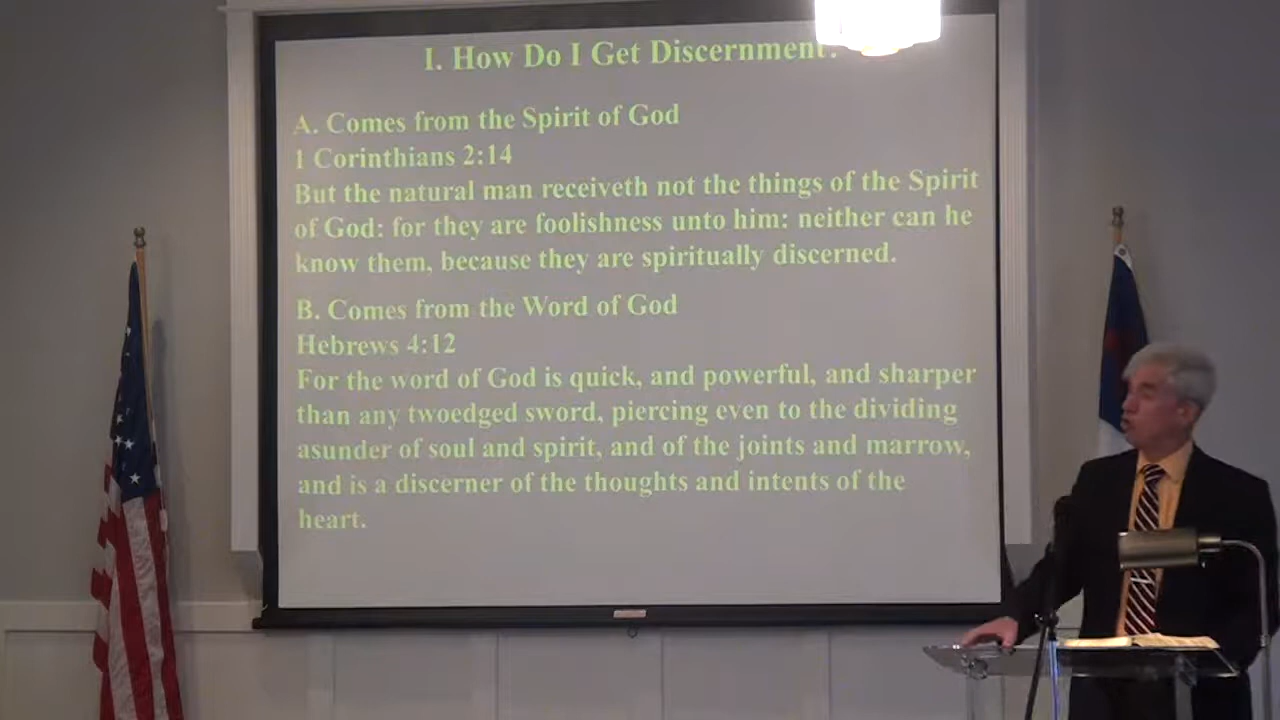 I. How Do I Get Discernment?
A. Comes from the Spirit of God
1 Corinthians 2:14
But the natural man receiveth not the things of the Spirit
of God: for they are foolishness unto him: neither can he
know them, because they are spiritually discerned.
B. Comes from the Word of God
Hebrews 4:12
For the word of God is quick, and powerful, and sharper
than any twoedged sword, piercing even to the dividing
asunder of soul and spirit, and of the joints and marrow,
and is a discerner of the thoughts and intents of the
heart.